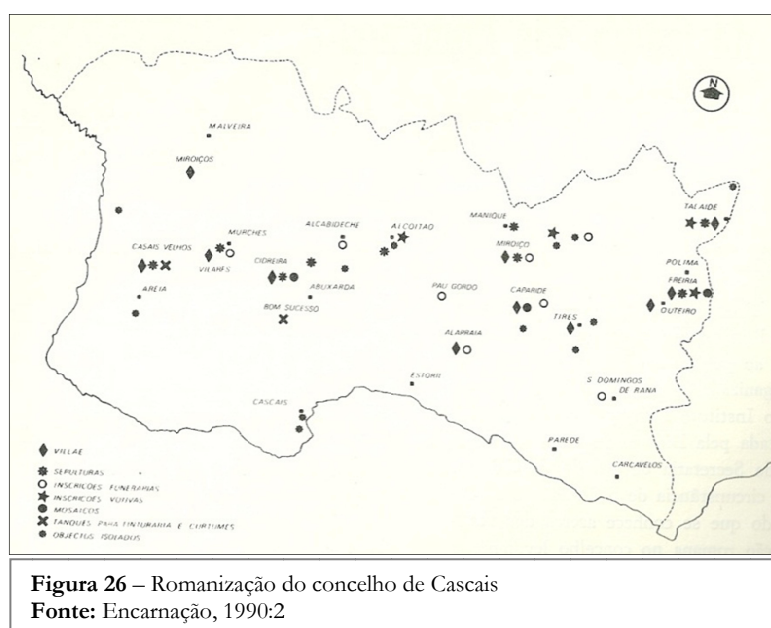 N
MALVEIRA
MIROIÇOS
TALAIDE
MANIQUE
ALCABIDECHE
ALCOITÃO
MURCHES
CASAIS VELHOS
MIROIÇO
CIDREIRA
VILARES
POLIMA
FREIRIA
PAU GORDO
CAPARIDE
AREIA
ABUXARDA
OUTEIRO
BOM SUCESSO
TIRES
ALAPRAIA
ESTORIL
S DOMINGOS
DE RANA
CASCAIS
PAREDE
CARCAVELOS
VILLAE
SEPULTURAS
INSCRIÇÕES FUNERÁRIAS
INSCRIÇÕES VOTIVAS
MOSAICOS
TANQUES PARA TINTURARIA E CURTUMES
OBJECTOS ISOLADOS
Figura 26 – Romanização do concelho de Cascais
Fonte: Encarnação, 1990:2